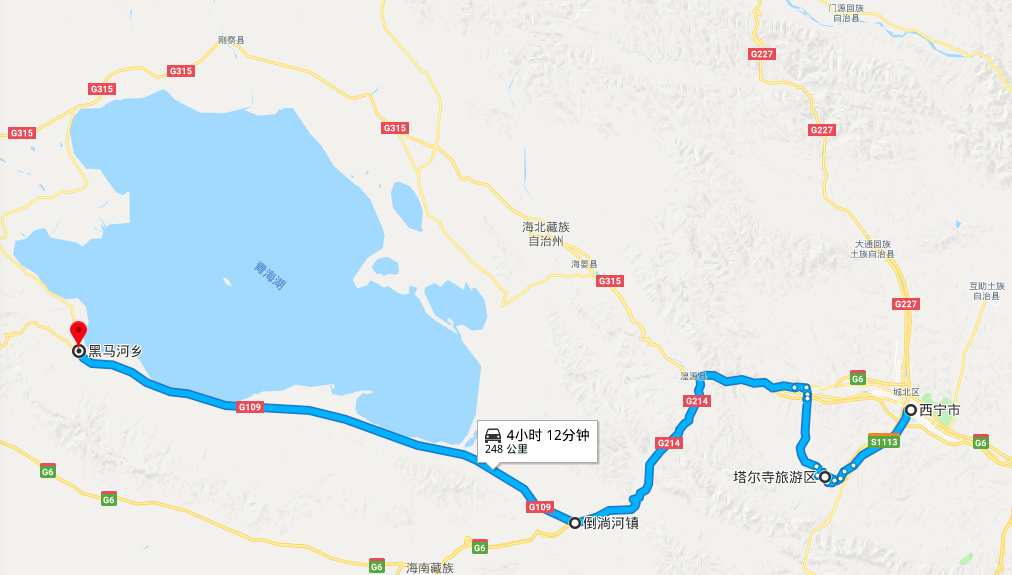 门源回族
自治县
刚察县
G227
G315
G315
G315
G315
G227
海北藏族
自治州
大通回族
土族自治县
海晏县
青海湖
G315
互助土族
自治县
G227
黑马河乡
湟源县
G6
城北区
G214
G109
西宁市
4小时 12分钟
248 公里
G214
S1113
G6
G6
塔尔寺旅游区
G6
G109
倒淌河镇
G6
G6
海南藏族